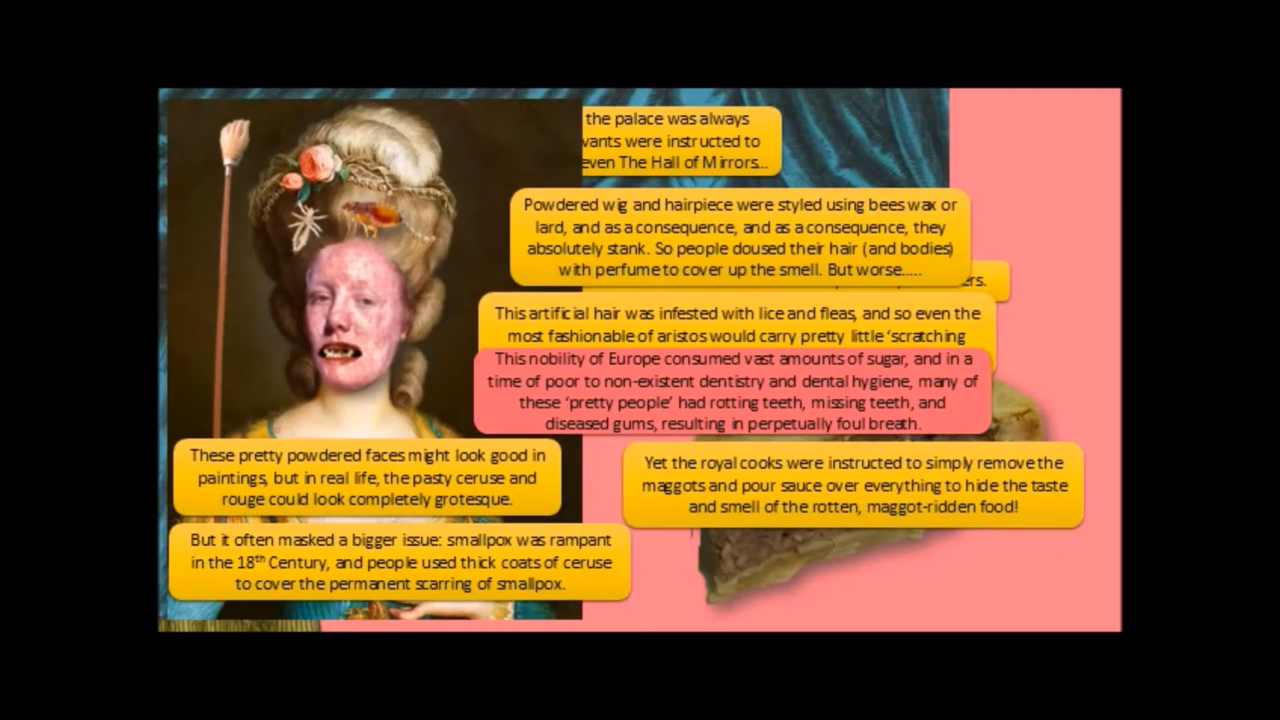 the palace was always
vants were instructed to
even The Hall of Mirrors...
Powdered wig and hairpiece were styled using bees wax or
lard, and as a consequence, and as a consequence, they
absolutely stank. So people doused their hair (and bodies)
with perfume to cover up the smell. But worse.....
ers.
This artificial hair was infested with lice and fleas, and so even the
most fashionable of aristos would carry pretty little ‘scratching
This nobility of Europe consumed vast amounts of sugar, and in a
time of poor to non-existent dentistry and dental hygiene, many of
these ‘pretty people’ had rotting teeth, missing teeth, and
diseased gums, resulting in perpetually foul breath.
These pretty powdered faces might look good in
paintings, but in real life, the pasty ceruse and
rouge could look completely grotesque.
Yet the royal cooks were instructed to simply remove the
maggots and pour sauce over everything to hide the taste
and smell of the rotten, maggot-ridden food!
But it often masked a bigger issue: smallpox was rampant
in the 18th Century, and people used thick coats of ceruse
to cover the permanent scarring of smallpox.